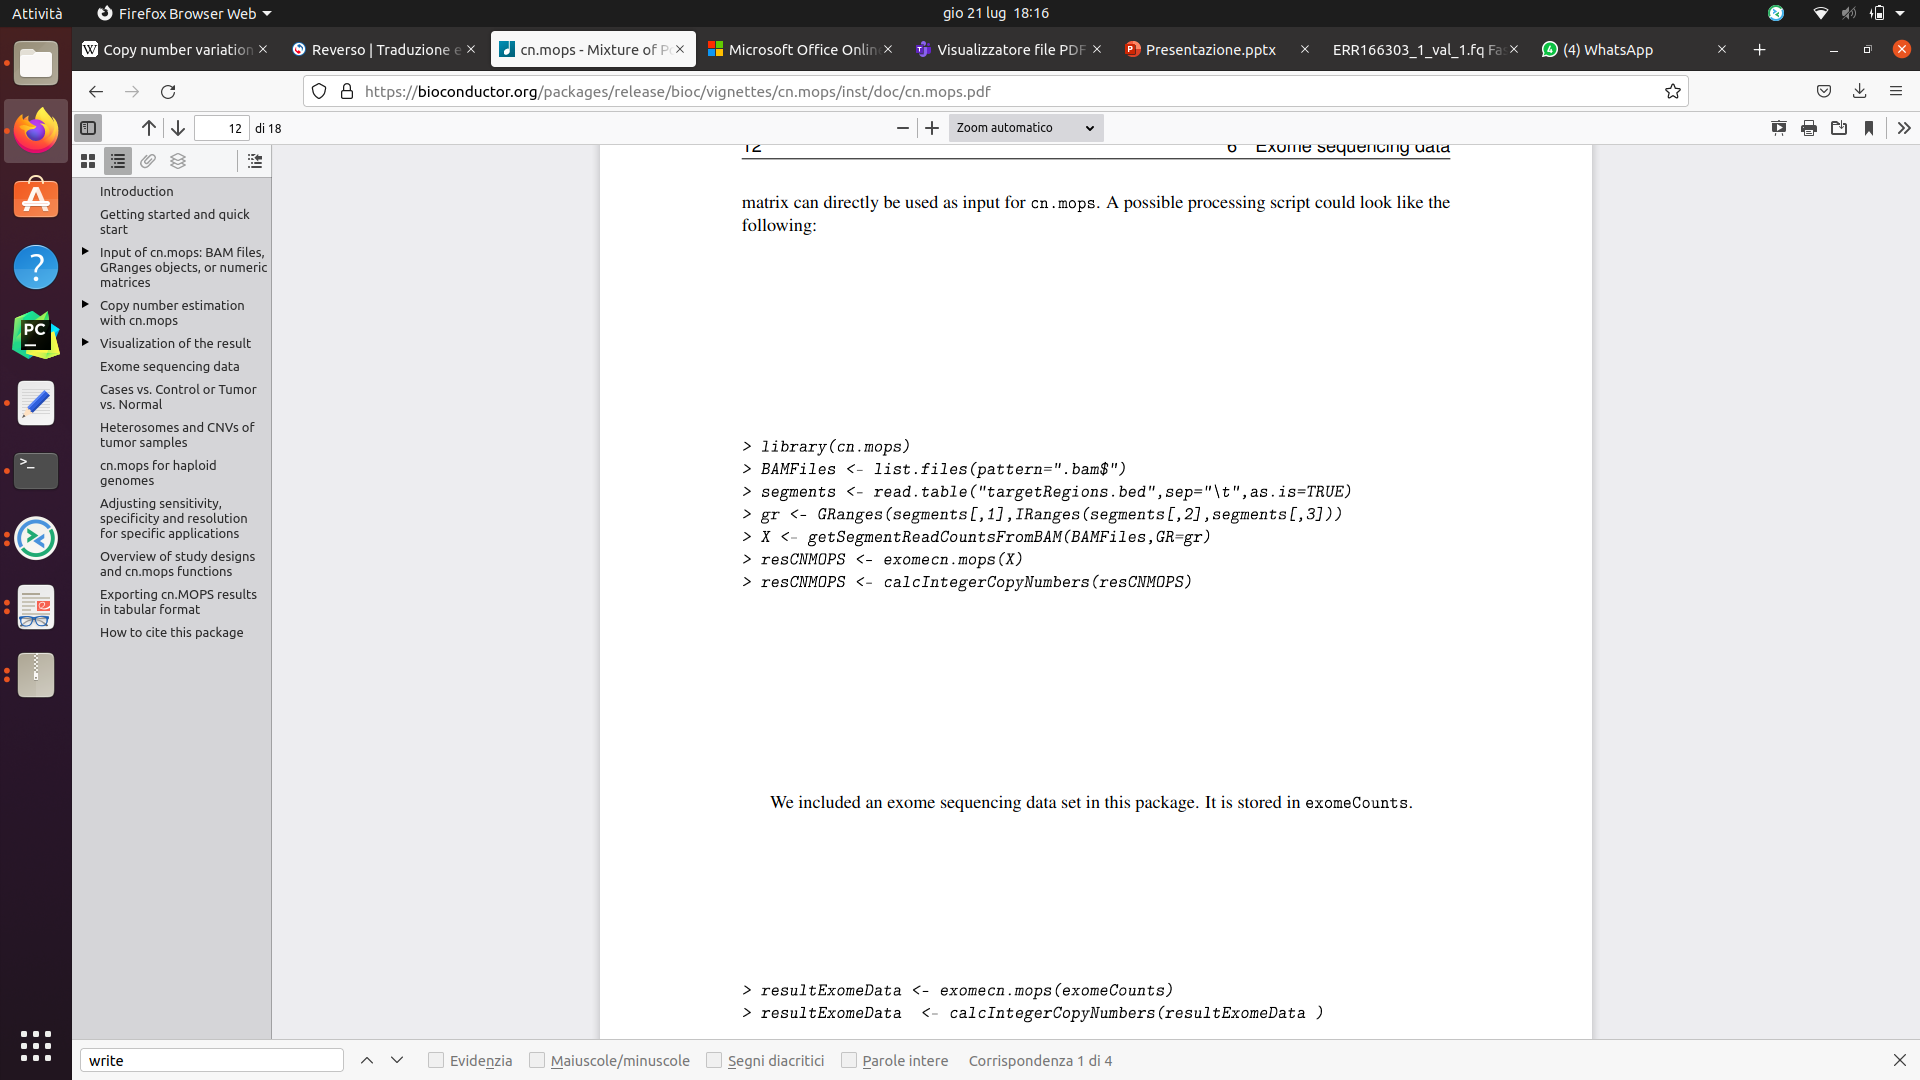 Attività
Firefox Browser Web
gio 21 lug 18:16
Copy number variation
Reverso | Traduzione e
cn.mops - Mixture of Po
Microsoft Office Online
Visualizzatore file PDF
Presentazione.pptx
ERR166303_1_val_1.fq Fas
(4) WhatsApp
https://bioconductor.org/packages/release/bioc/vignettes/cn.mops/inst/doc/cn.mops.pdf
12
di 18
Zoom automatico
Introduction
Getting started and quick
start
Input of cn.mops: BAM files,
GRanges objects, or numeric
matrices
Copy number estimation
with cn.mops
Visualization of the result
Exome sequencing data
Cases vs. Control or Tumor
vs. Normal
Heterosomes and CNVs of
tumor samples
cn.mops for haploid
genomes
Adjusting sensitivity,
specificity and resolution
for specific applications
Overview of study designs
and cn.mops functions
Exporting cn.MOPS results
in tabular format
How to cite this package
12
6 Exome sequencing data
matrix can directly be used as input for cn.mops. A possible processing script could look like the
following:
> library(cn.mops)
> BAMFiles <- list.files(pattern=".bam$")
> segments <- read.table("targetRegions.bed",sep="\t",as.is=TRUE)
> gr <- GRanges(segments[,1],IRanges(segments[,2],segments[,3]))
> X <- getSegmentReadCountsFromBAM(BAMFiles,GR=gr)
> resCNMOPS <- exomecn.mops(X)
> resCNMOPS <- calcIntegerCopyNumbers(resCNMOPS)
We included an exome sequencing data set in this package. It is stored in exomeCounts.
> resultExomeData <- exomecn.mops(exomeCounts)
> resultExomeData  <- calcIntegerCopyNumbers(resultExomeData )
PC
write
Evidenzia
Maiuscole/minuscole
Segni diacritici
Parole intere
Corrispondenza 1 di 4